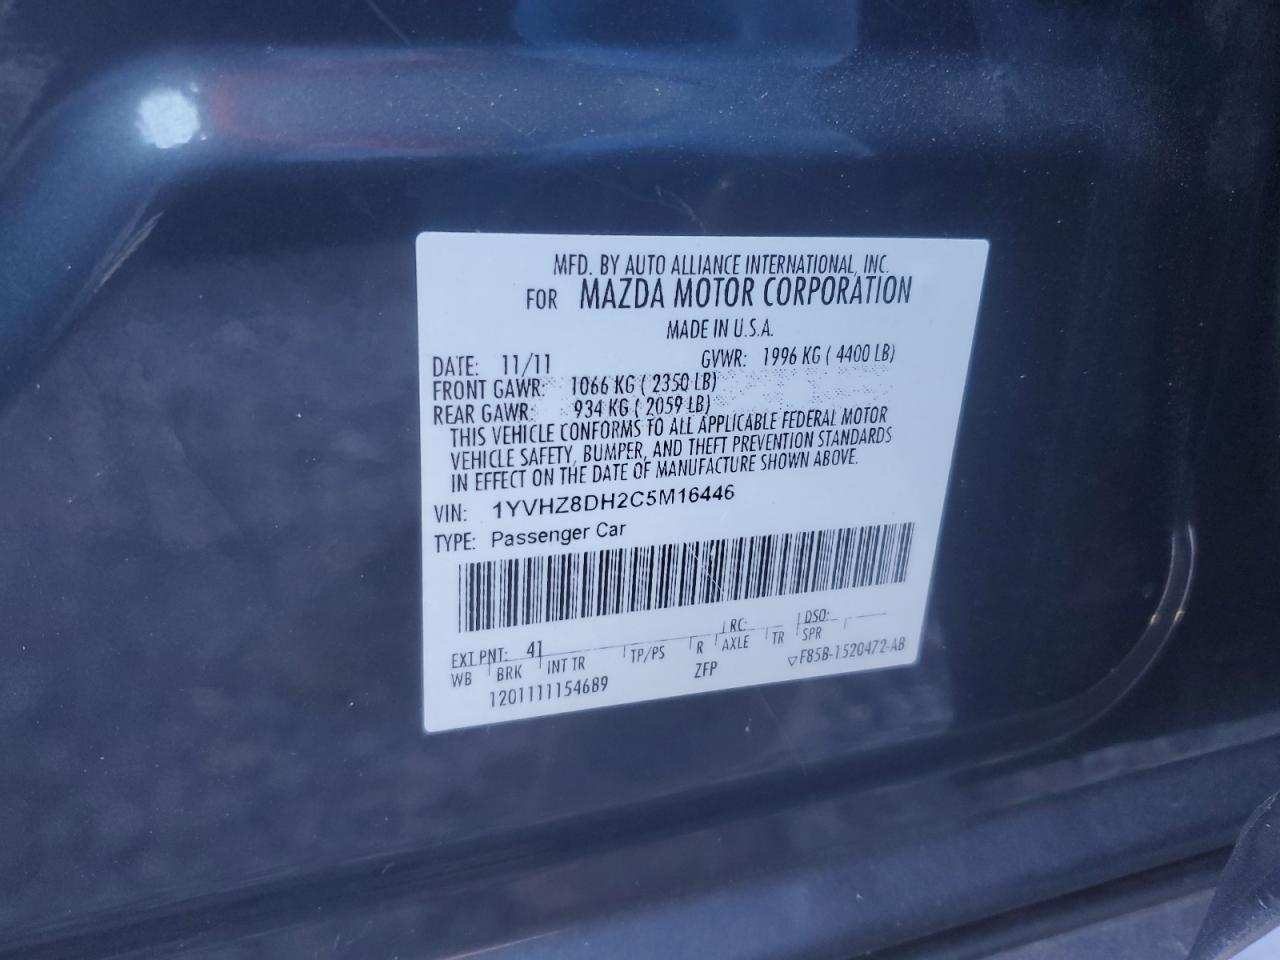 MFD. BY AUTO ALLIANCE INTERNATIONAL, INC.
FOR MAZDA MOTOR CORPORATION
MADE IN U.S.A.
DATE: 11/11 GVWR: 1996 KG ( 4400 LB)
FRONT GAWR: 1066 KG ( 2350 LB)
REAR GAWR: 934 KG ( 2059 LB)
THIS VEHICLE CONFORMS TO ALL APPLICABLE FEDERAL MOTOR
VEHICLE SAFETY, BUMPER, AND THEFT PREVENTION STANDARDS
IN EFFECT ON THE DATE OF MANUFACTURE SHOWN ABOVE.
VIN: 1YVHZ8DH2C5M16446
TYPE: Passenger Car
EXT PNT: 41 RC: DSO:
WB BRK INT TR TP/PS R AXLE TR SPR
1201111154689 ZFP ▽F85B-1520472-AB